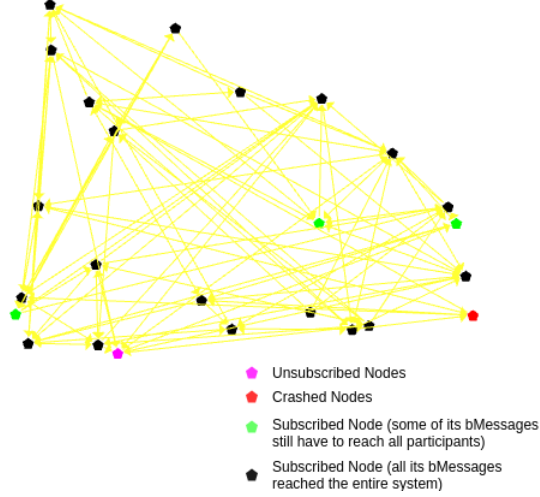 Unsubscribed Nodes
Crashed Nodes
Subscribed Node (some of its bMessages
still have to reach all participants)
Subscribed Node (all its bMessages
reached the entire system)